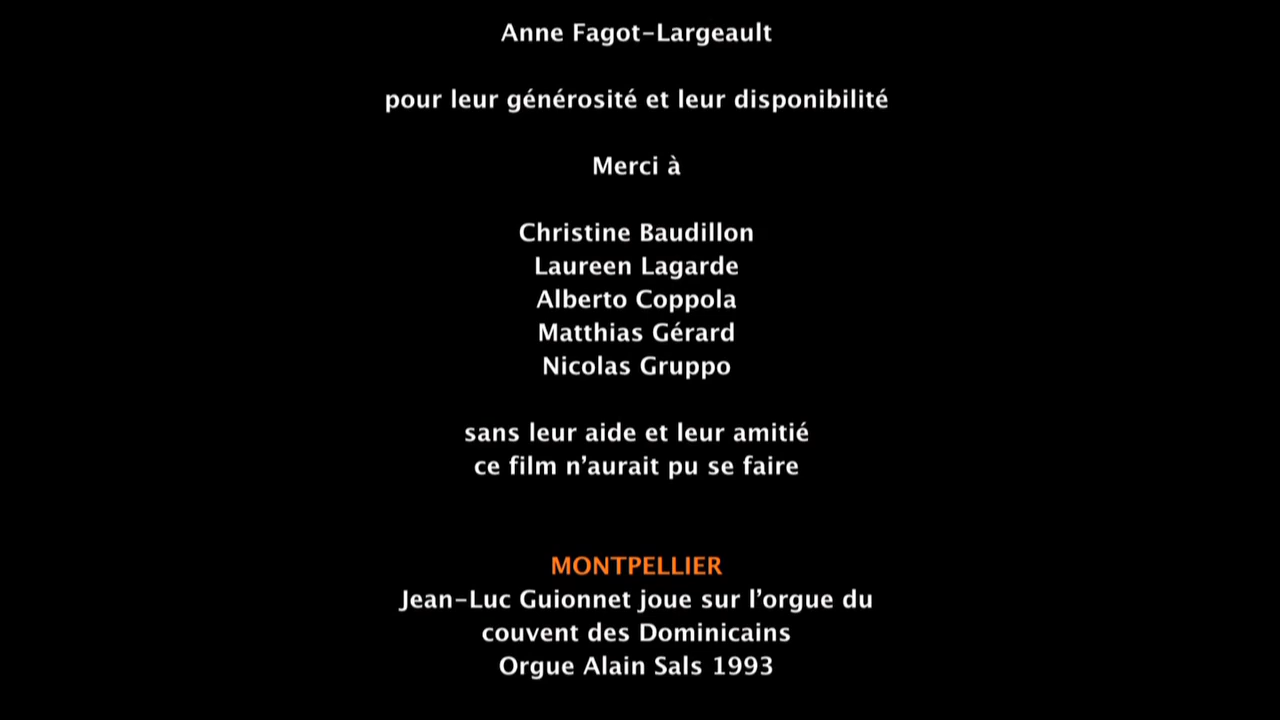 Anne Fagot-Largeault
pour leur générosité et leur disponibilité
Merci à
Christine Baudillon
Laureen Lagarde
Alberto Coppola
Matthias Gérard
Nicolas Gruppo
sans leur aide et leur amitié
ce film n’aurait pu se faire
MONTPELLIER
Jean-Luc Guionnet joue sur l’orgue du
couvent des Dominicains
Orgue Alain Sals 1993